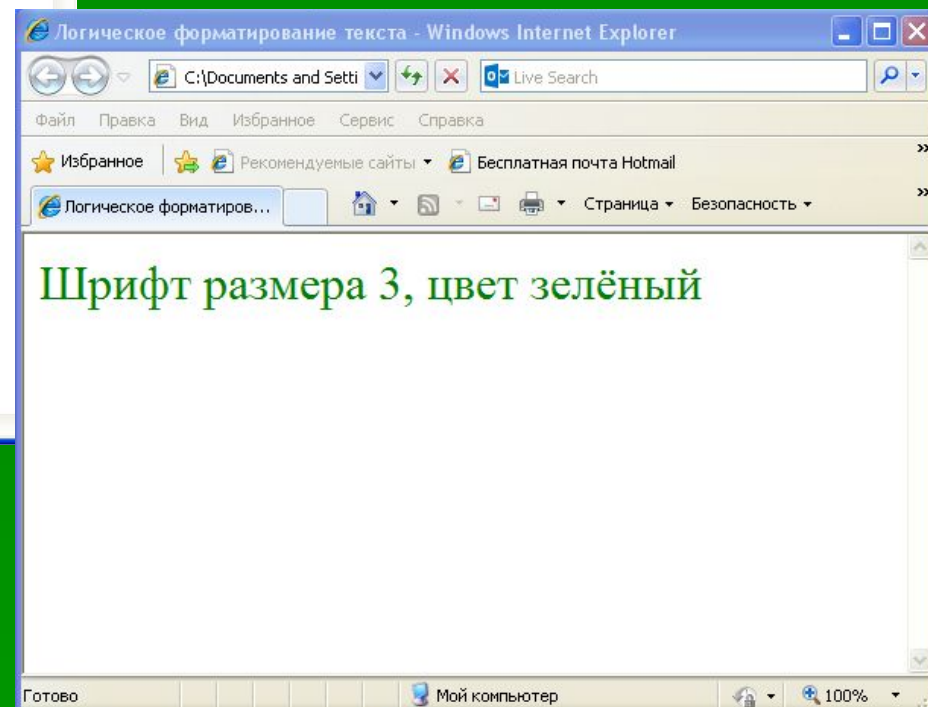 Логическое форматирование текста - Windows Internet Explorer
C:\Documents and Setti Live Search
Файл Правка Вид Избранное Сервис Справка
Избранное Рекомендуемые сайты Бесплатная почта Hotmail
Логическое форматиров... Страница Безопасность
Шрифт размера 3, цвет зелёный
Готово Мой компьютер 100%